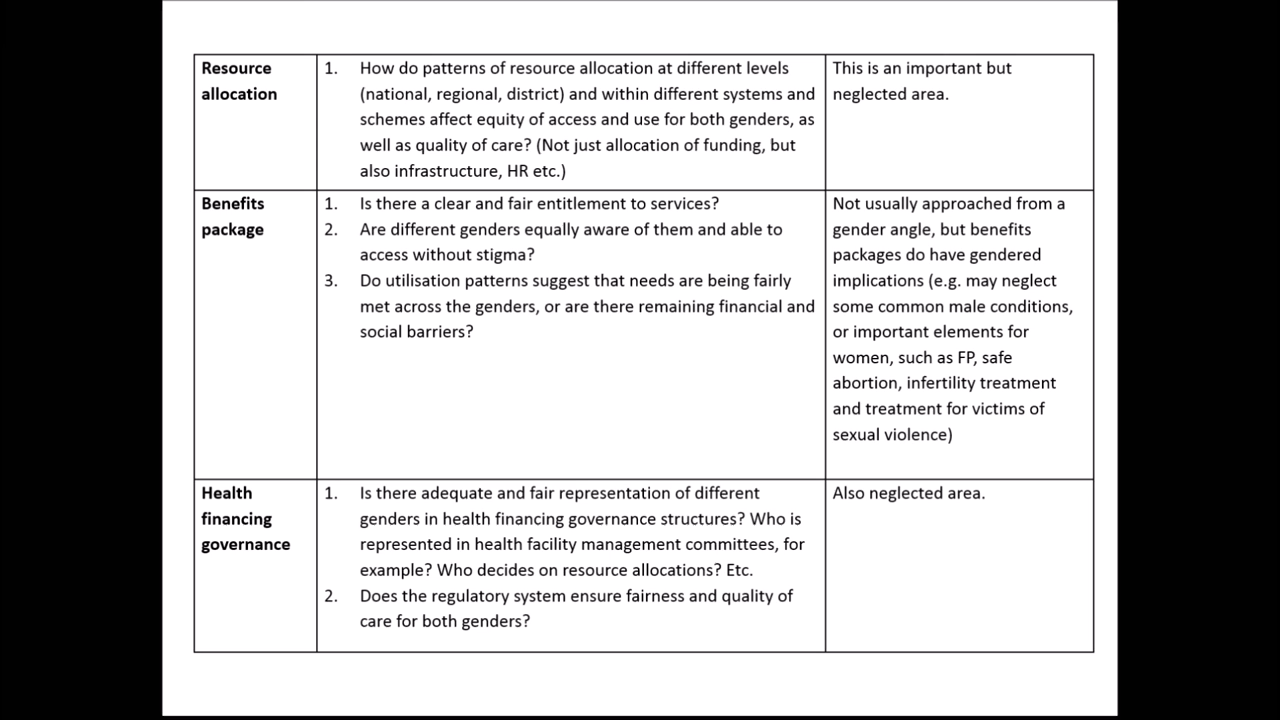 Resource
allocation
1. How do patterns of resource allocation at different levels
(national, regional, district) and within different systems and
schemes affect equity of access and use for both genders, as
well as quality of care? (Not just allocation of funding, but
also infrastructure, HR etc.)
This is an important but
neglected area.
Benefits
package
1. Is there a clear and fair entitlement to services?
2. Are different genders equally aware of them and able to
access without stigma?
3. Do utilisation patterns suggest that needs are being fairly
met across the genders, or are there remaining financial and
social barriers?
Not usually approached from a
gender angle, but benefits
packages do have gendered
implications (e.g. may neglect
some common male conditions,
or important elements for
women, such as FP, safe
abortion, infertility treatment
and treatment for victims of
sexual violence)
Health
financing
governance
1. Is there adequate and fair representation of different
genders in health financing governance structures? Who is
represented in health facility management committees, for
example? Who decides on resource allocations? Etc.
2. Does the regulatory system ensure fairness and quality of
care for both genders?
Also neglected area.